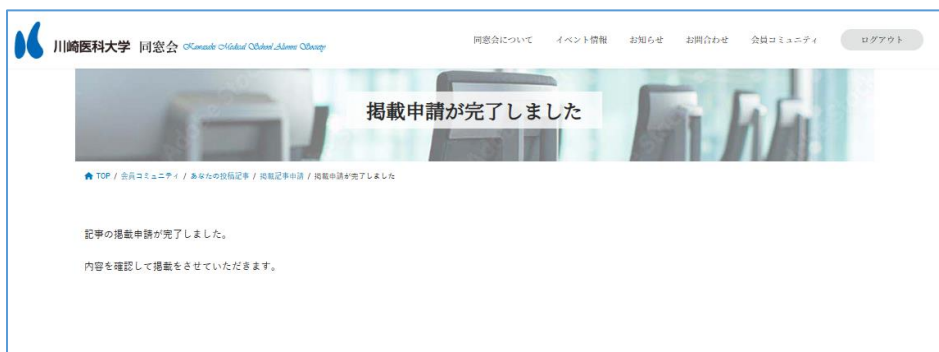 川崎医科大学 同窓会 Kawasaki Medical School Alumni Society
同窓会について イベント情報 お知らせ お問合わせ 会員コミュニティ ログアウト
掲載申請が完了しました
TOP / 会員コミュニティ / あなたの投稿記事 / 掲載記事申請 / 掲載申請が完了しました
記事の掲載申請が完了しました。
内容を確認して掲載をさせていただきます。